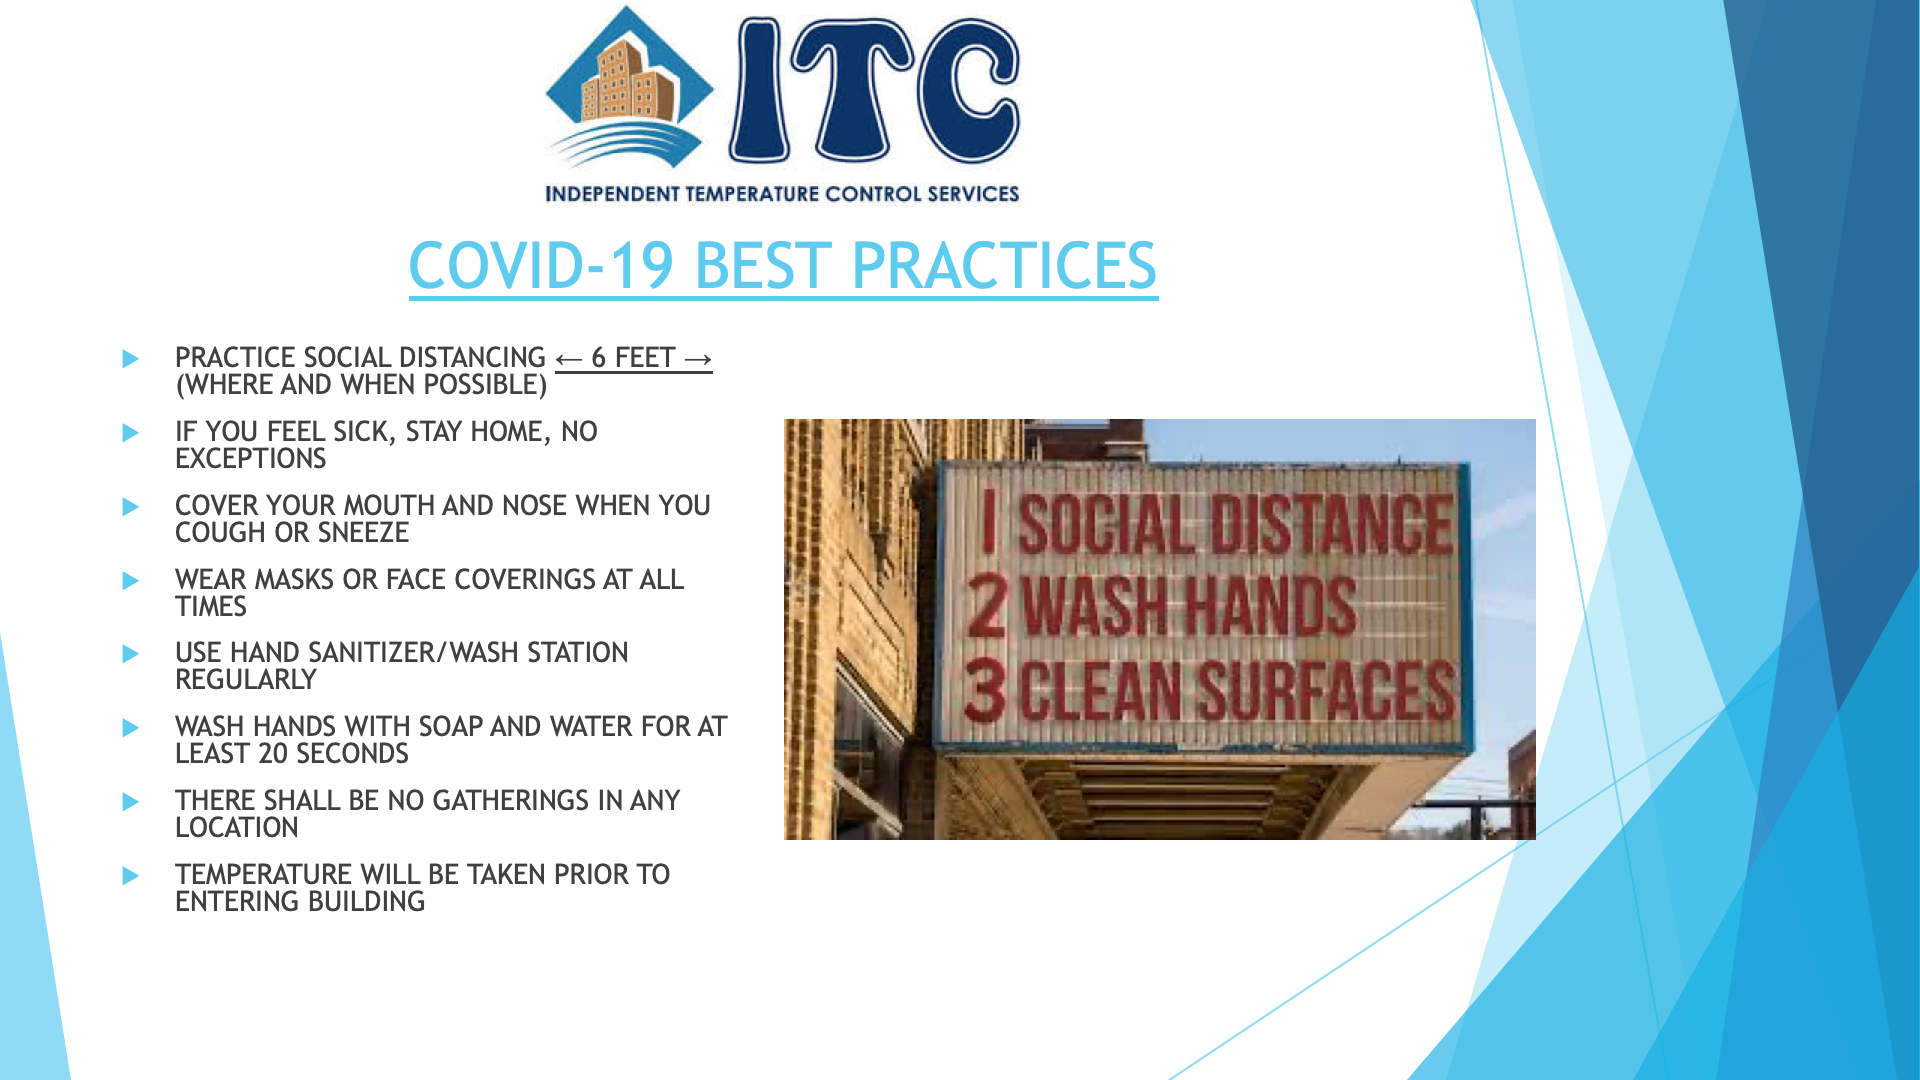 ITC
INDEPENDENT TEMPERATURE CONTROL SERVICES
COVID-19 BEST PRACTICES
PRACTICE SOCIAL DISTANCING ← 6 FEET →
(WHERE AND WHEN POSSIBLE)
IF YOU FEEL SICK, STAY HOME, NO
EXCEPTIONS
COVER YOUR MOUTH AND NOSE WHEN YOU
COUGH OR SNEEZE
WEAR MASKS OR FACE COVERINGS AT ALL
TIMES
USE HAND SANITIZER/WASH STATION
REGULARLY
WASH HANDS WITH SOAP AND WATER FOR AT
LEAST 20 SECONDS
THERE SHALL BE NO GATHERINGS IN ANY
LOCATION
TEMPERATURE WILL BE TAKEN PRIOR TO
ENTERING BUILDING
1 SOCIAL DISTANCE
2 WASH HANDS
3 CLEAN SURFACES